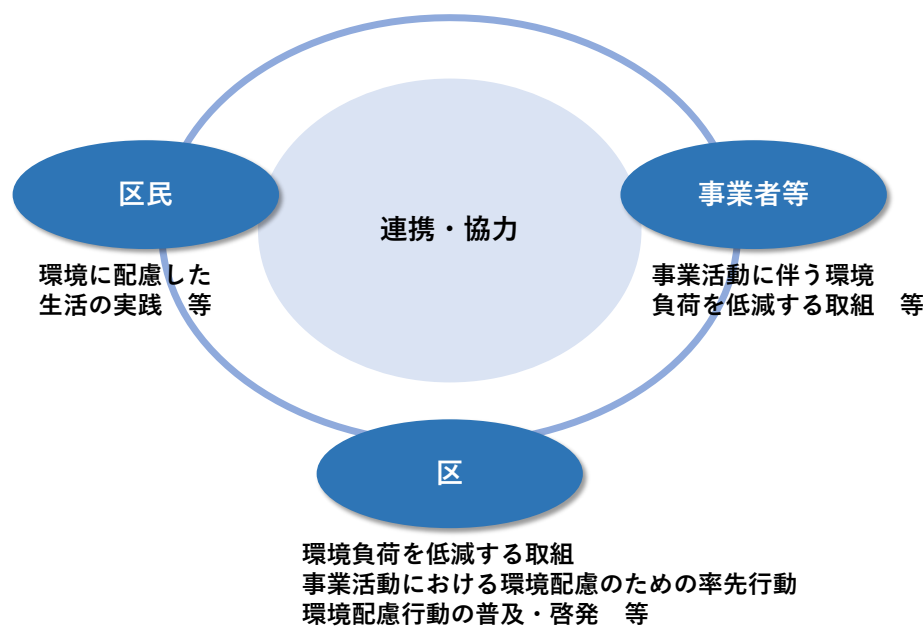 区民
事業者等
連携・協力
環境に配慮した
生活の実践　等
事業活動に伴う環境
負荷を低減する取組　等
区
環境負荷を低減する取組
事業活動における環境配慮のための率先行動
環境配慮行動の普及・啓発　等